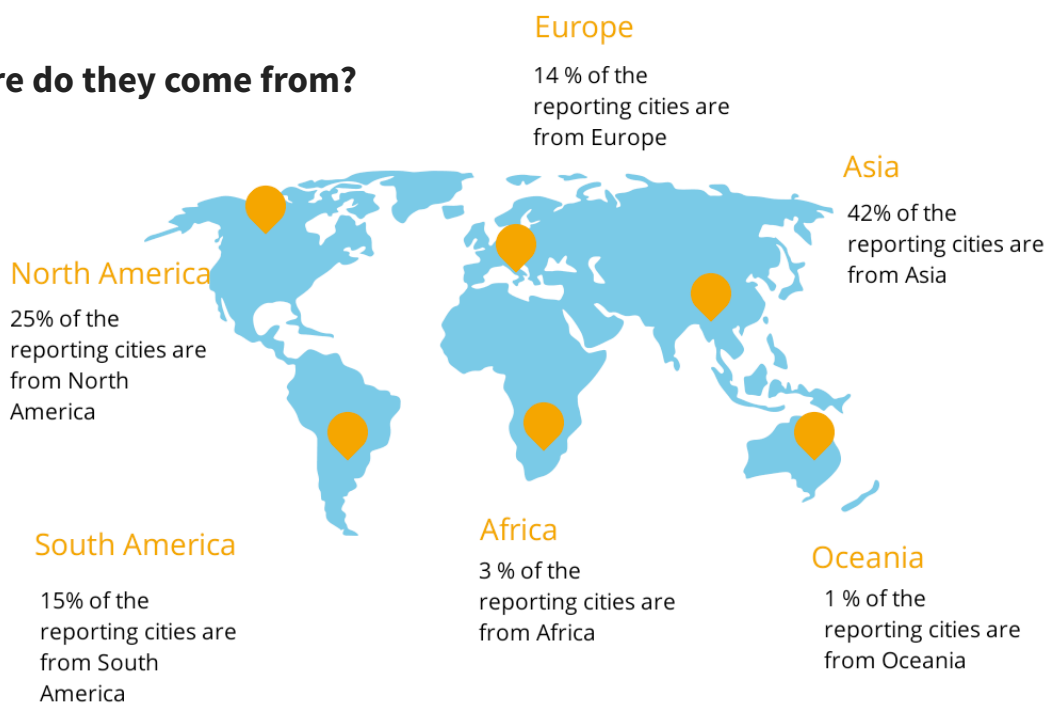 re do they come from?
Europe
14 % of the
reporting cities are
from Europe
Asia
42% of the
reporting cities are
from Asia
North America
25% of the
reporting cities are
from North
America
South America
15% of the
reporting cities are
from South
America
Africa
3 % of the
reporting cities are
from Africa
Oceania
1 % of the
reporting cities are
from Oceania